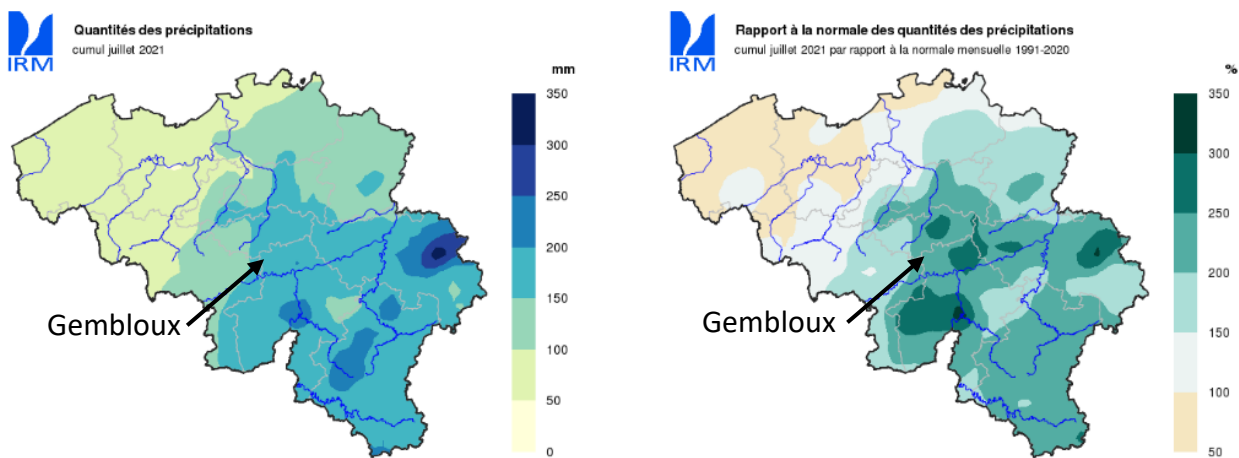 IRM
Quantités des précipitations
cumul juillet 2021
mm
350
300
250
200
150
100
50
0
Gembloux
IRM
Rapport à la normale des quantités des précipitations
cumul juillet 2021 par rapport à la normale mensuelle 1991-2020
%
350
300
250
200
150
100
50
Gembloux